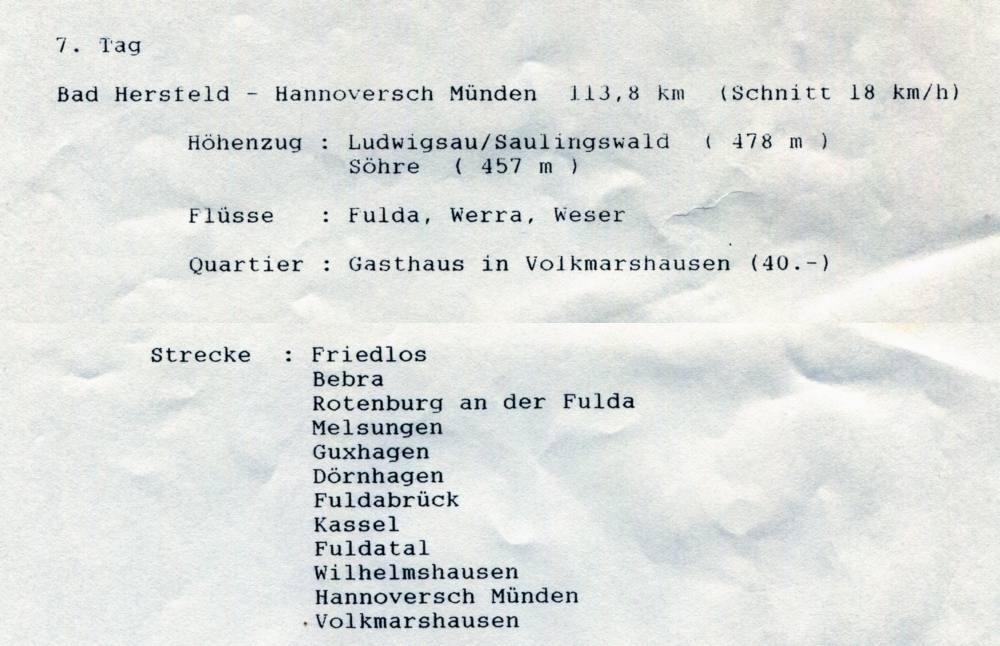 7. Tag
Bad Hersfeld - Hannoversch Münden 113,8 km (Schnitt 18 km/h)
Höhenzug : Ludwigsau/Saulingswald ( 478 m )
Söhre ( 457 m )
Flüsse : Fulda, Werra, Weser
Quartier : Gasthaus in Volkmarshausen (40.-)
Strecke : Friedlos
Bebra
Rotenburg an der Fulda
Melsungen
Guxhagen
Dörnhagen
Fuldabrück
Kassel
Fuldatal
Wilhelmshausen
Hannoversch Münden
Volkmarshausen